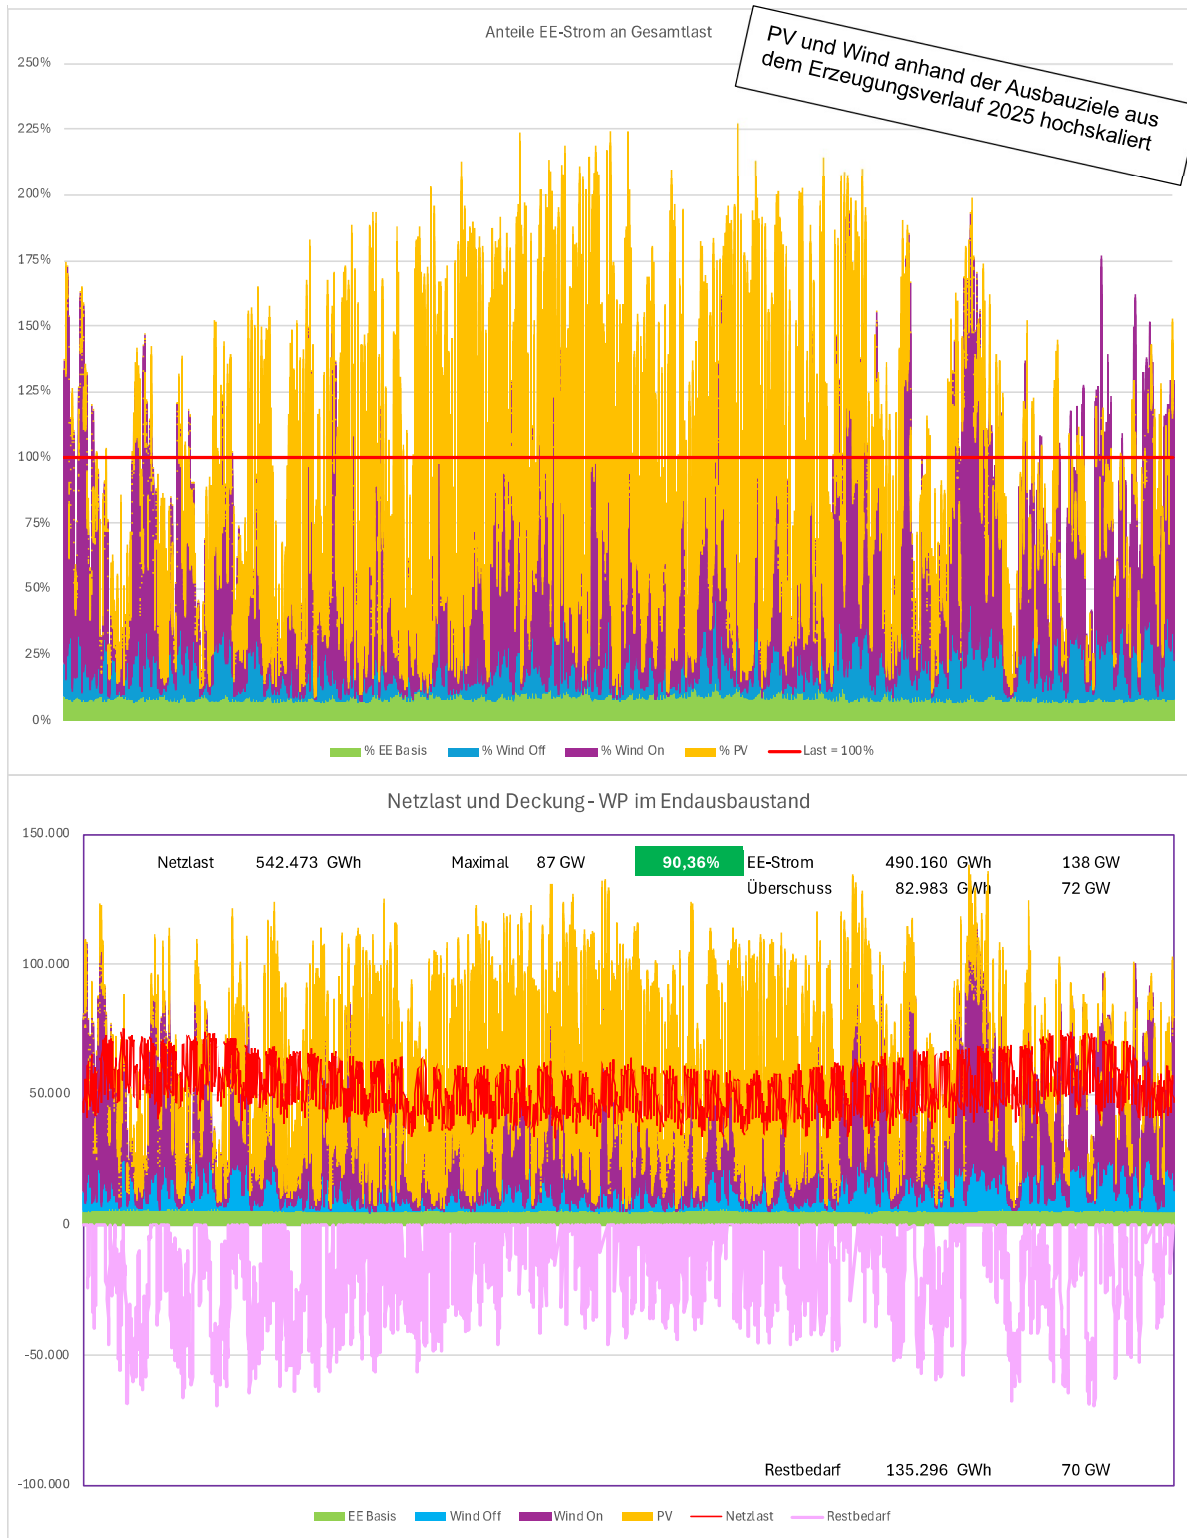 Anteile EE-Strom an Gesamtlast
PV und Wind anhand der Ausbauziele aus
dem Erzeugungsverlauf 2025 hochskaliert
250%
225%
200%
175%
150%
125%
100%
75%
50%
25%
0%
% EE Basis % Wind Off % Wind On % PV Last = 100%
Netzlast und Deckung - WP im Endausbaustand
150.000
Netzlast 542.473 GWh Maximal 87 GW 90,36% EE-Strom 490.160 GWh 138 GW
Überschuss 82.983 GWh 72 GW
100.000
50.000
0
-50.000
Restbedarf 135.296 GWh 70 GW
-100.000
EE Basis Wind Off Wind On PV Netzlast Restbedarf